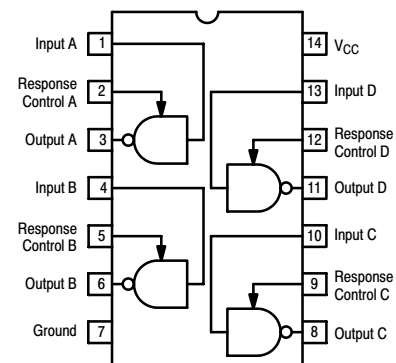 Input A 1
Response
Control A 2
Output A 3
Input B 4
Response
Control B 5
Output B 6
Ground 7
14 VCC
13 Input D
12 Response
Control D
11 Output D
10 Input C
9 Response
Control C
8 Output C